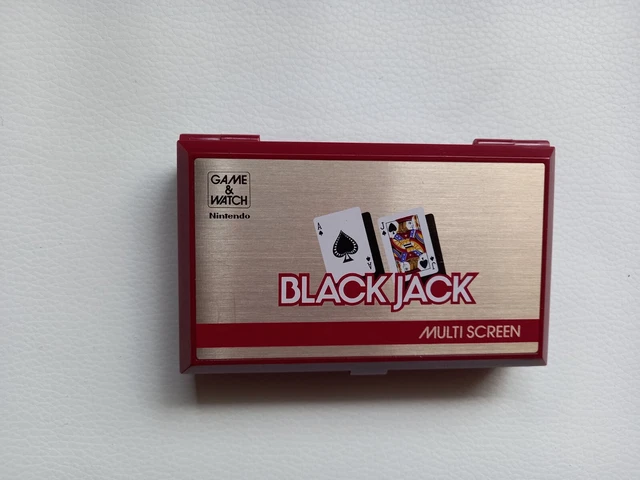 GAME
&
WATCH
Nintendo
A
J
A
J
BLACK JACK
MULTI SCREEN